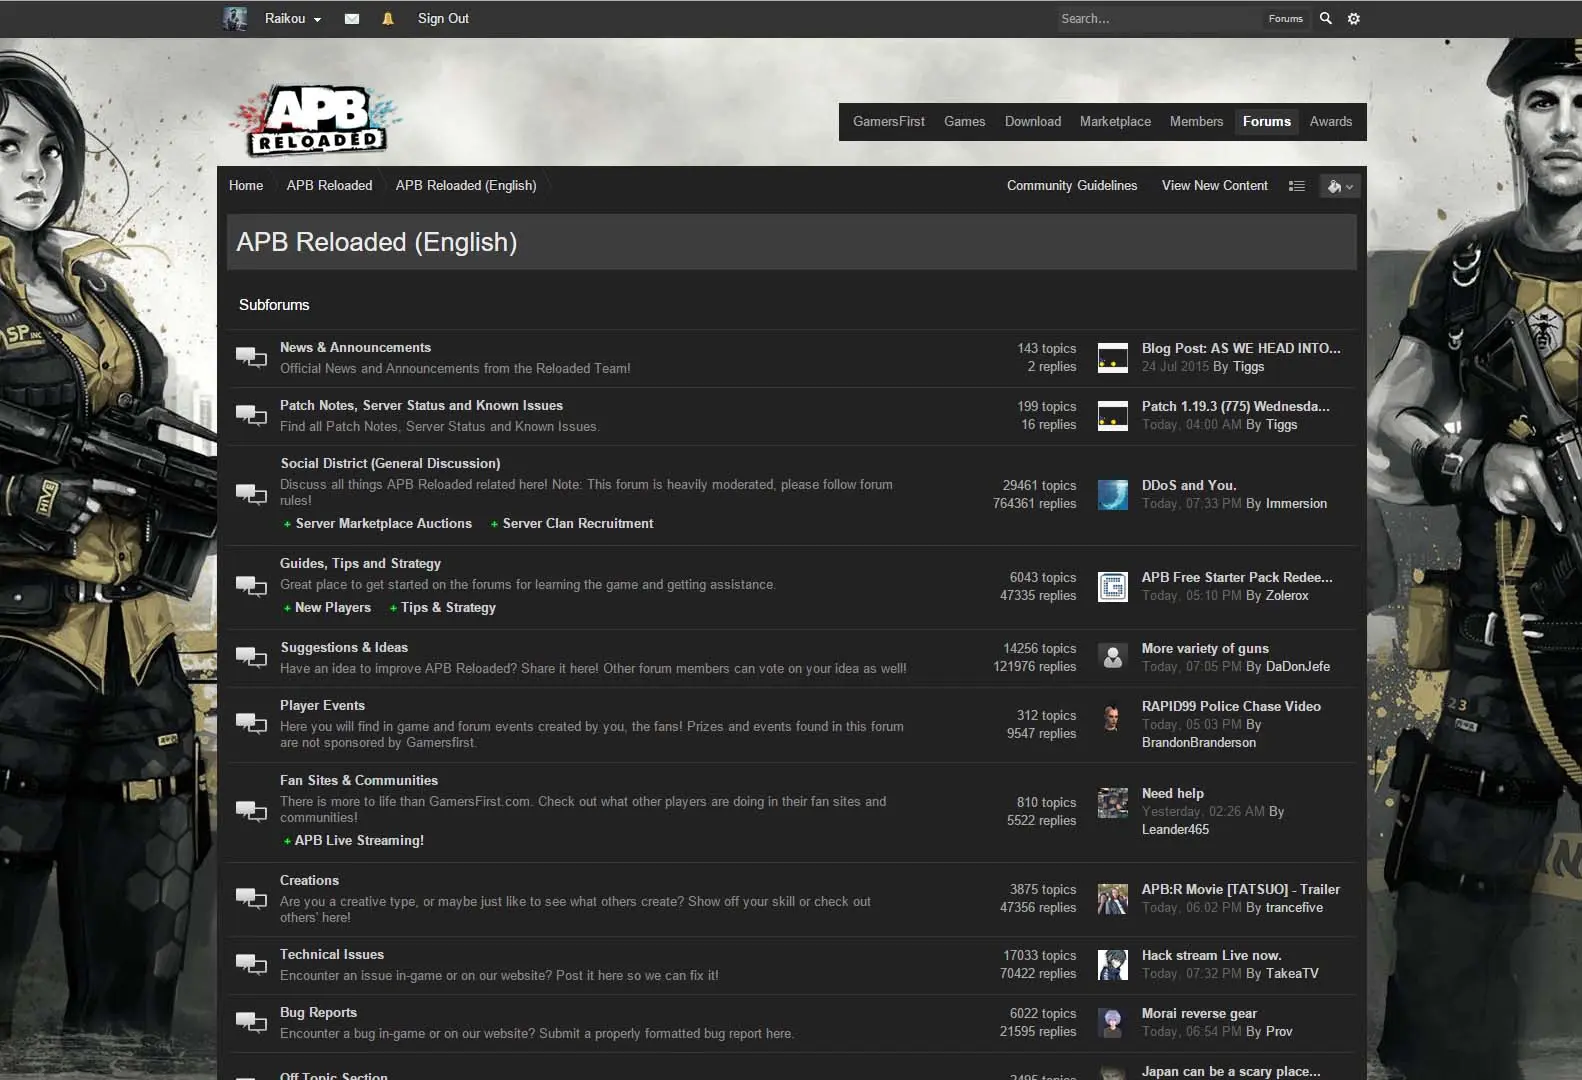 Raikou
Sign Out
Search...
Forums
APB
RELOADED
GamersFirst Games Download Marketplace Members Forums Awards
Home APB Reloaded APB Reloaded (English)
Community Guidelines View New Content
APB Reloaded (English)
Subforums
News & Announcements
Official News and Announcements from the Reloaded Team!
143 topics
2 replies
Blog Post: AS WE HEAD INTO...
24 Jul 2015 By Tiggs
Patch Notes, Server Status and Known Issues
Find all Patch Notes, Server Status and Known Issues.
199 topics
16 replies
Patch 1.19.3 (775) Wednesda...
Today, 04:00 AM By Tiggs
Social District (General Discussion)
Discuss all things APB Reloaded related here! Note: This forum is heavily moderated, please follow forum
rules!
+ Server Marketplace Auctions + Server Clan Recruitment
29461 topics
764361 replies
DDoS and You.
Today, 07:33 PM By Immersion
Guides, Tips and Strategy
Great place to get started on the forums for learning the game and getting assistance.
+ New Players + Tips & Strategy
6043 topics
47335 replies
APB Free Starter Pack Redee...
Today, 05:10 PM By Zolerox
Suggestions & Ideas
Have an idea to improve APB Reloaded? Share it here! Other forum members can vote on your idea as well!
14256 topics
121976 replies
More variety of guns
Today, 07:05 PM By DaDonJefe
Player Events
Here you will find in game and forum events created by you, the fans! Prizes and events found in this forum
are not sponsored by Gamersfirst.
312 topics
9547 replies
RAPID99 Police Chase Video
Today, 05:03 PM By
BrandonBranderson
Fan Sites & Communities
There is more to life than GamersFirst.com. Check out what other players are doing in their fan sites and
communities!
+ APB Live Streaming!
810 topics
5522 replies
Need help
Yesterday, 02:26 AM By
Leander465
Creations
Are you a creative type, or maybe just like to see what others create? Show off your skill or check out
others' here!
3875 topics
47356 replies
APB:R Movie [TATSUO] - Trailer
Today, 06:02 PM By trancefive
Technical Issues
Encounter an issue in-game or on our website? Post it here so we can fix it!
17033 topics
70422 replies
Hack stream Live now.
Today, 07:32 PM By TakeaTV
Bug Reports
Encounter a bug in-game or on our website? Submit a properly formatted bug report here.
6022 topics
21595 replies
Morai reverse gear
Today, 06:54 PM By Prov
Off Topic Section
2495 topics
Japan can be a scary place...
SP INC
HIVE
23